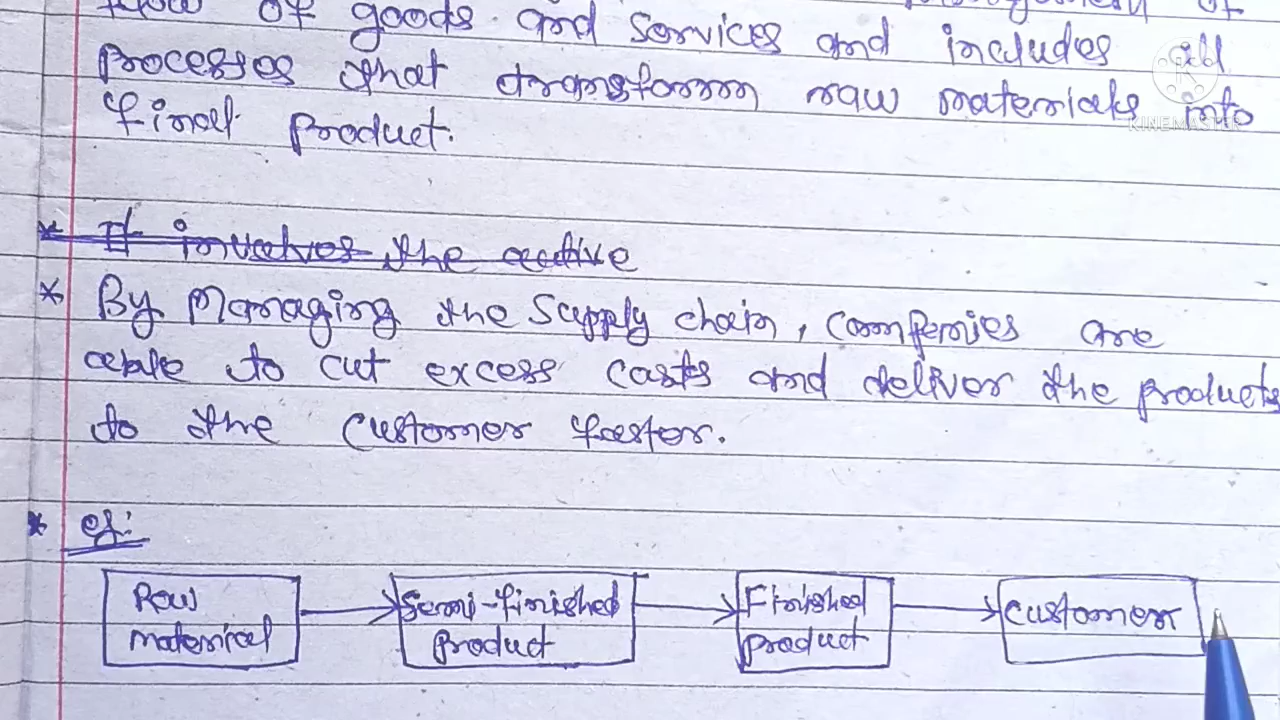 of goods and services and includes all
processes that transform raw materials into
final product.
KINEMASTER
* It involves the active
* By Managing the Supply chain, companies are
able to cut excess costs and deliver the products
to the customer faster.
* eg:
Raw
material
Semi-finished
product
Finished
product
customer